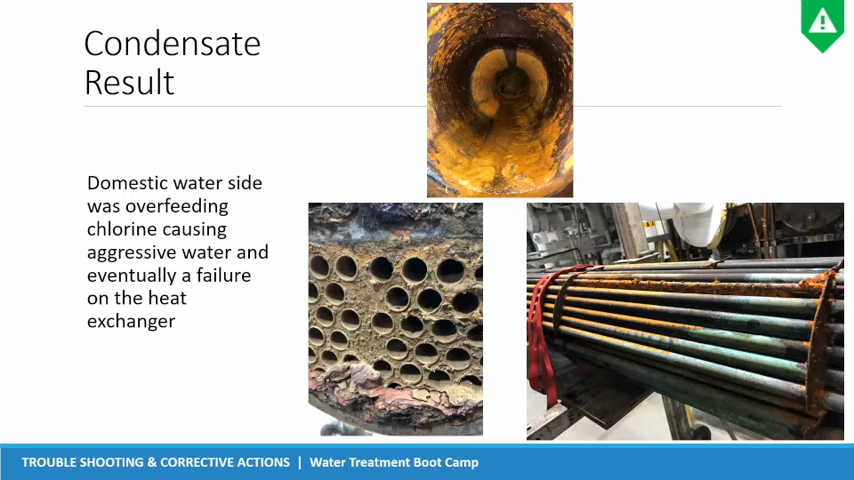 Condensate
Result
Domestic water side
was overfeeding
chlorine causing
aggressive water and
eventually a failure
on the heat
exchanger
TROUBLE SHOOTING & CORRECTIVE ACTIONS | Water Treatment Boot Camp